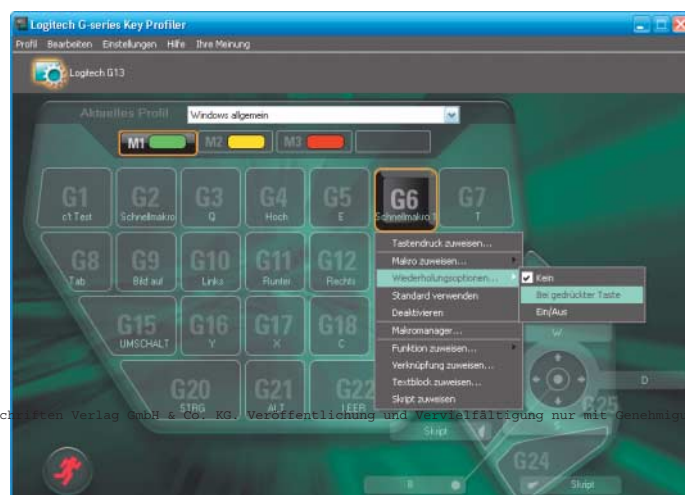 Logitech G-series Key Profiler
Profil Bearbeiten Einstellungen Hilfe Ihre Meinung
Logitech G13
Aktuelles Profil Windows allgemein
M1 M2 M3
G1 G2 G3 G4 G5 G6 G7
c't Test Schnellmakro Q Hoch E Schnellmakro 1 T
Tastendruck zuweisen...
Makro zuweisen...
G8 G9 G10 G11 G12
Tab Bild auf Links Runter Rechts
Wiederholungsoptionen...
Kein
Bei gedrückter Taste
Ein/Aus
Standard verwenden
Deaktivieren
Makromanager...
Funktion zuweisen...
Verknüpfung zuweisen...
Textblock zuweisen...
Skript zuweisen
G15 G16 G17 G18
UMSCHALT Y X C
W
D
G20 G21 G22
STRG ALT LEER
G25
chriften Verlag GmbH & Co. KG. Veröffentlichung und Vervielfältigung nur mit Genehmigu
Skript
G24
R
Skript